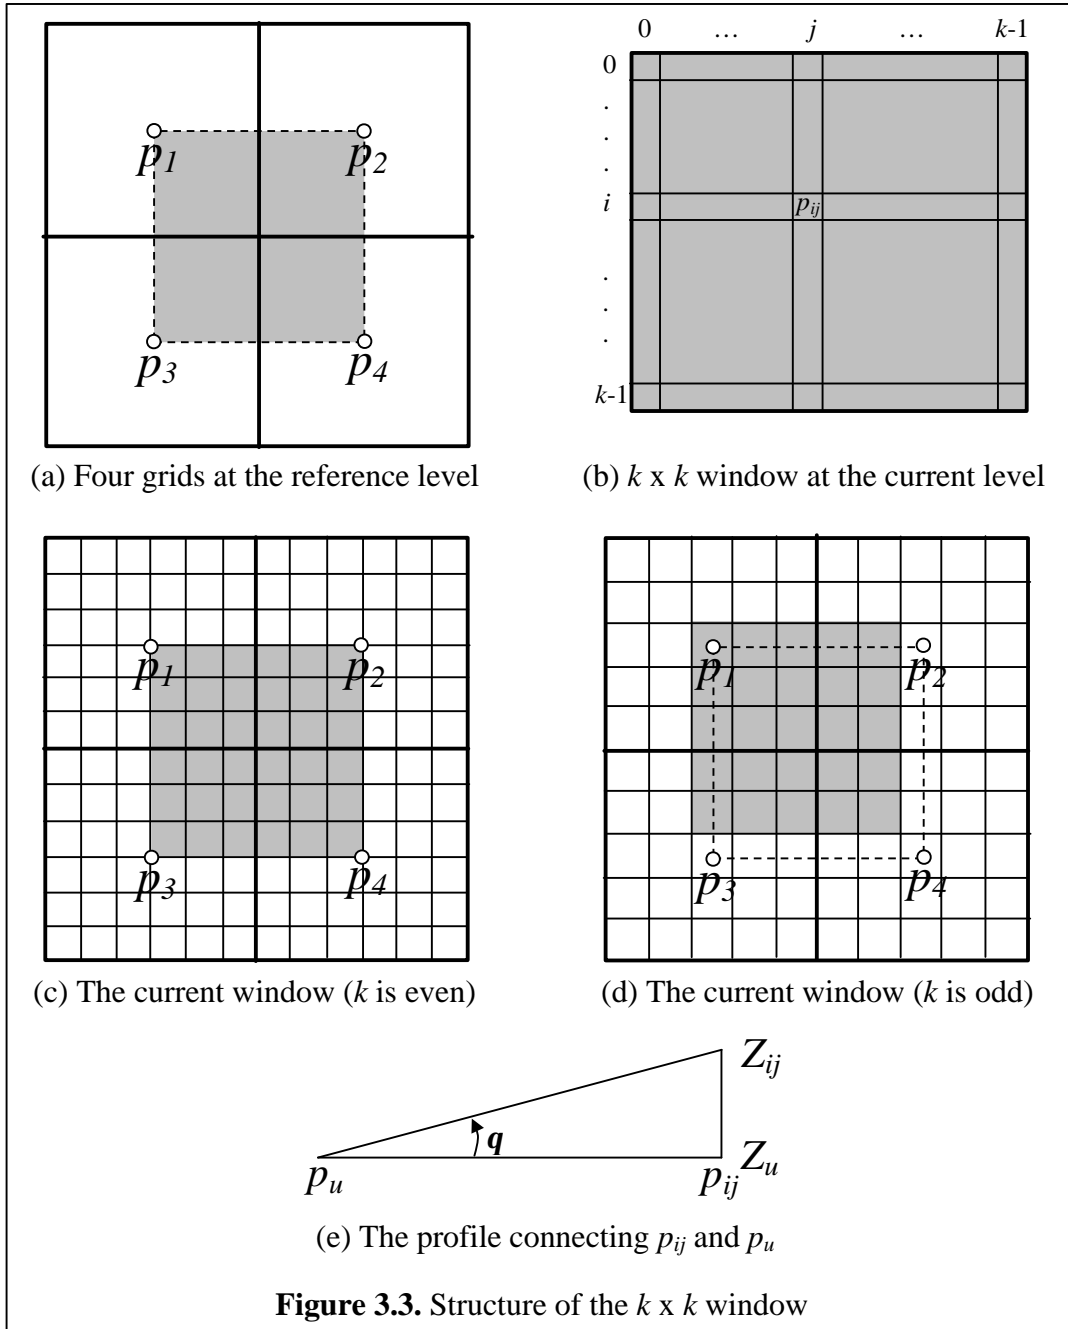 0 … j … k-1
0
.
.
.
i
.
.
.
k-1
p1 p2
p3 p4
pij
(a) Four grids at the reference level
(b) k x k window at the current level
p1 p2
p3 p4
p1 p2
p3 p4
(c) The current window (k is even)
(d) The current window (k is odd)
Zij
q
pu
pij Zu
(e) The profile connecting pij and pu
Figure 3.3. Structure of the k x k window